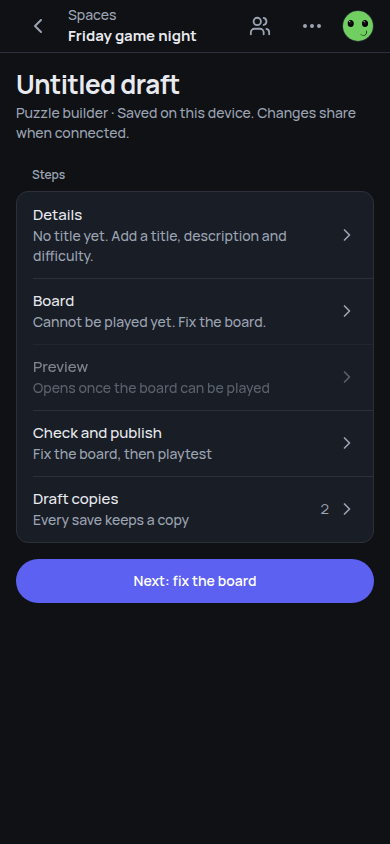 Spaces
Friday game night
Untitled draft
Puzzle builder · Saved on this device. Changes share
when connected.
Steps
Details
No title yet. Add a title, description and
difficulty.
Board
Cannot be played yet. Fix the board.
Preview
Opens once the board can be played
Check and publish
Fix the board, then playtest
Draft copies
Every save keeps a copy
2
Next: fix the board